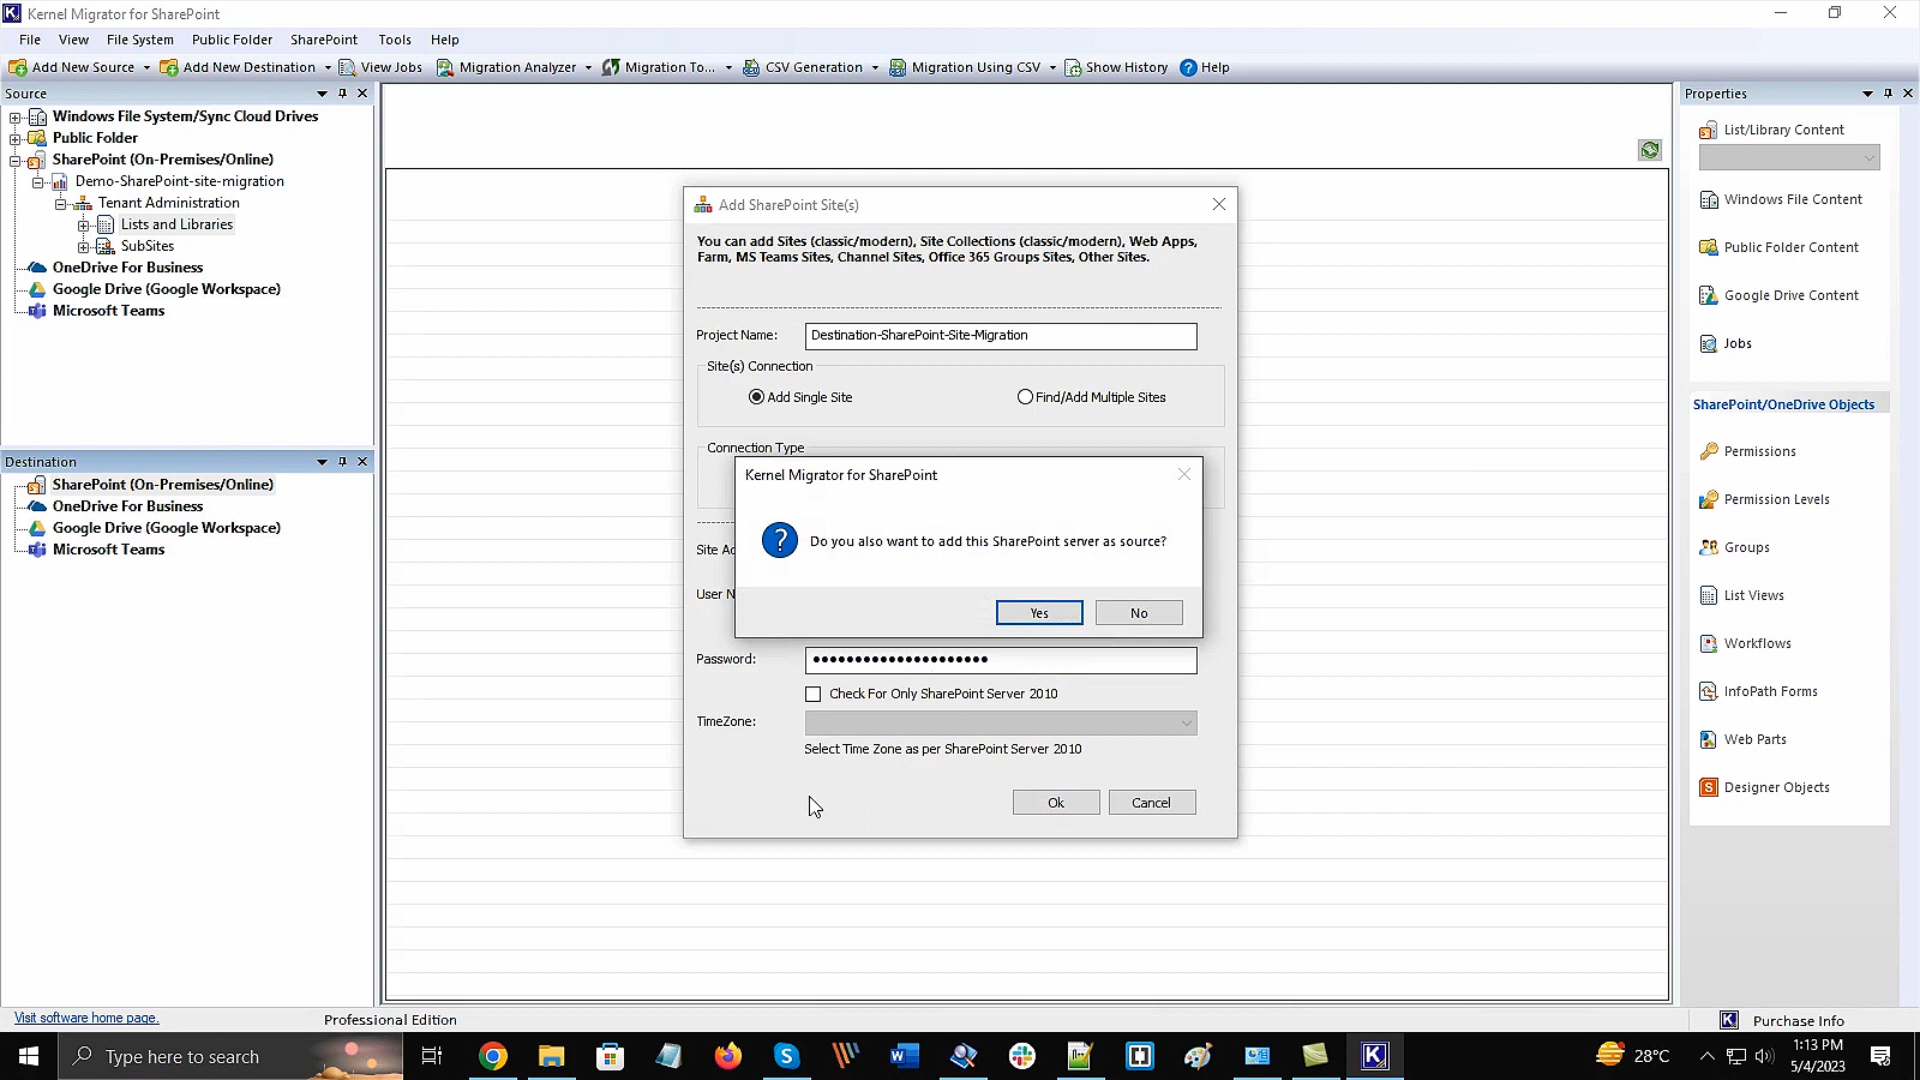 Kernel Migrator for SharePoint
File View File System Public Folder SharePoint Tools Help
Add New Source Add New Destination View Jobs Migration Analyzer Migration To... CSV Generation Migration Using CSV Show History Help
Source
Windows File System/Sync Cloud Drives
Public Folder
SharePoint (On-Premises/Online)
Demo-SharePoint-site-migration
Tenant Administration
Lists and Libraries
SubSites
OneDrive For Business
Google Drive (Google Workspace)
Microsoft Teams
Destination
SharePoint (On-Premises/Online)
OneDrive For Business
Google Drive (Google Workspace)
Microsoft Teams
Add SharePoint Site(s)
You can add Sites (classic/modern), Site Collections (classic/modern), Web Apps,
Farm, MS Teams Sites, Channel Sites, Office 365 Groups Sites, Other Sites.
Project Name: Destination-SharePoint-Site-Migration
Site(s) Connection
Add Single Site Find/Add Multiple Sites
Connection Type
Kernel Migrator for SharePoint
Do you also want to add this SharePoint server as source?
Yes No
Site Ad
User N
Password: •••••••••••••••••••••
Check For Only SharePoint Server 2010
TimeZone:
Select Time Zone as per SharePoint Server 2010
Ok Cancel
Properties
List/Library Content
Windows File Content
Public Folder Content
Google Drive Content
Jobs
SharePoint/OneDrive Objects
Permissions
Permission Levels
Groups
List Views
Workflows
InfoPath Forms
Web Parts
Designer Objects
Visit software home page.
Professional Edition
Purchase Info
Type here to search
28°C
1:13 PM
5/4/2023